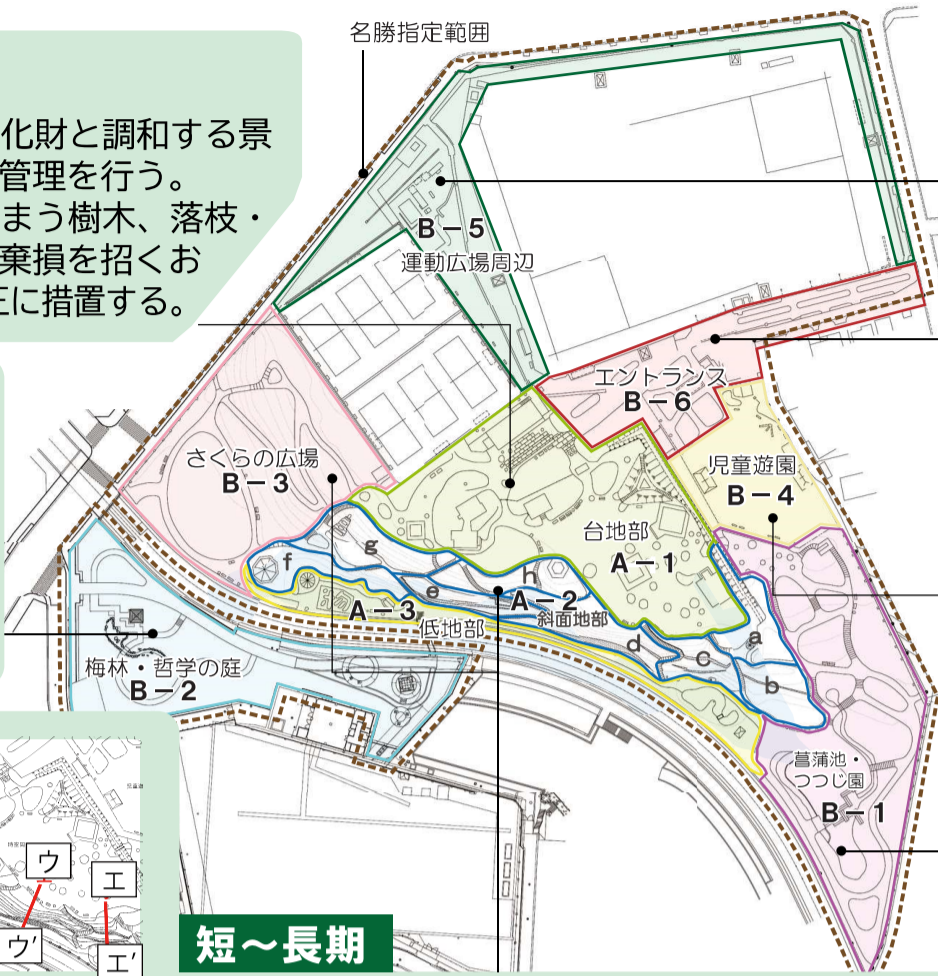 名勝指定範囲
化財と調和する景
管理を行う。
まう樹木、落枝・
棄損を招くお
正に措置する。
B－5
運動広場周辺
エントランス
B－6
さくらの広場
B－3
児童遊園
B－4
台地部
A－1
g
f
h
e
A－2
斜面地部
A－3
低地部
d
c
a
b
梅林・哲学の庭
B－2
菖蒲池・
つつじ園
B－1
ウ
エ
ウ′
エ′
短～長期